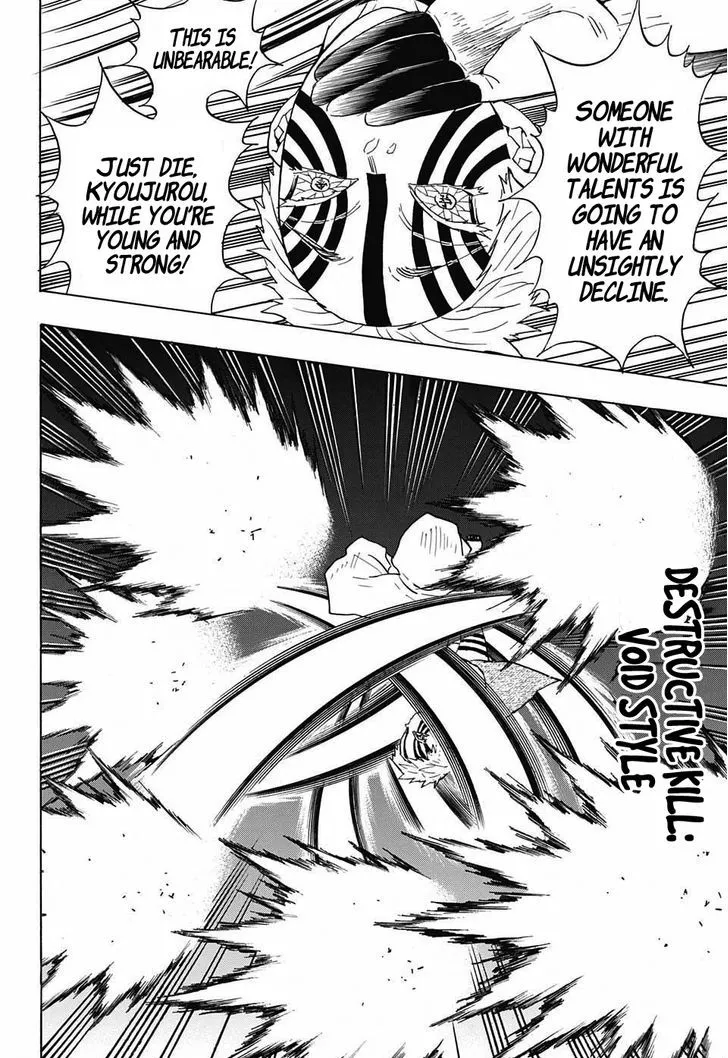 SOMEONE
WITH
WONDERFUL
TALENTS IS
GOING TO
HAVE AN
UNSIGHTLY
DECLINE.
THIS IS
UNBEARABLE!
JUST DIE,
KYOUJUROU,
WHILE YOU'RE
YOUNG AND
STRONG!
DESTRUCTIVE KILL:
VOID STYLE